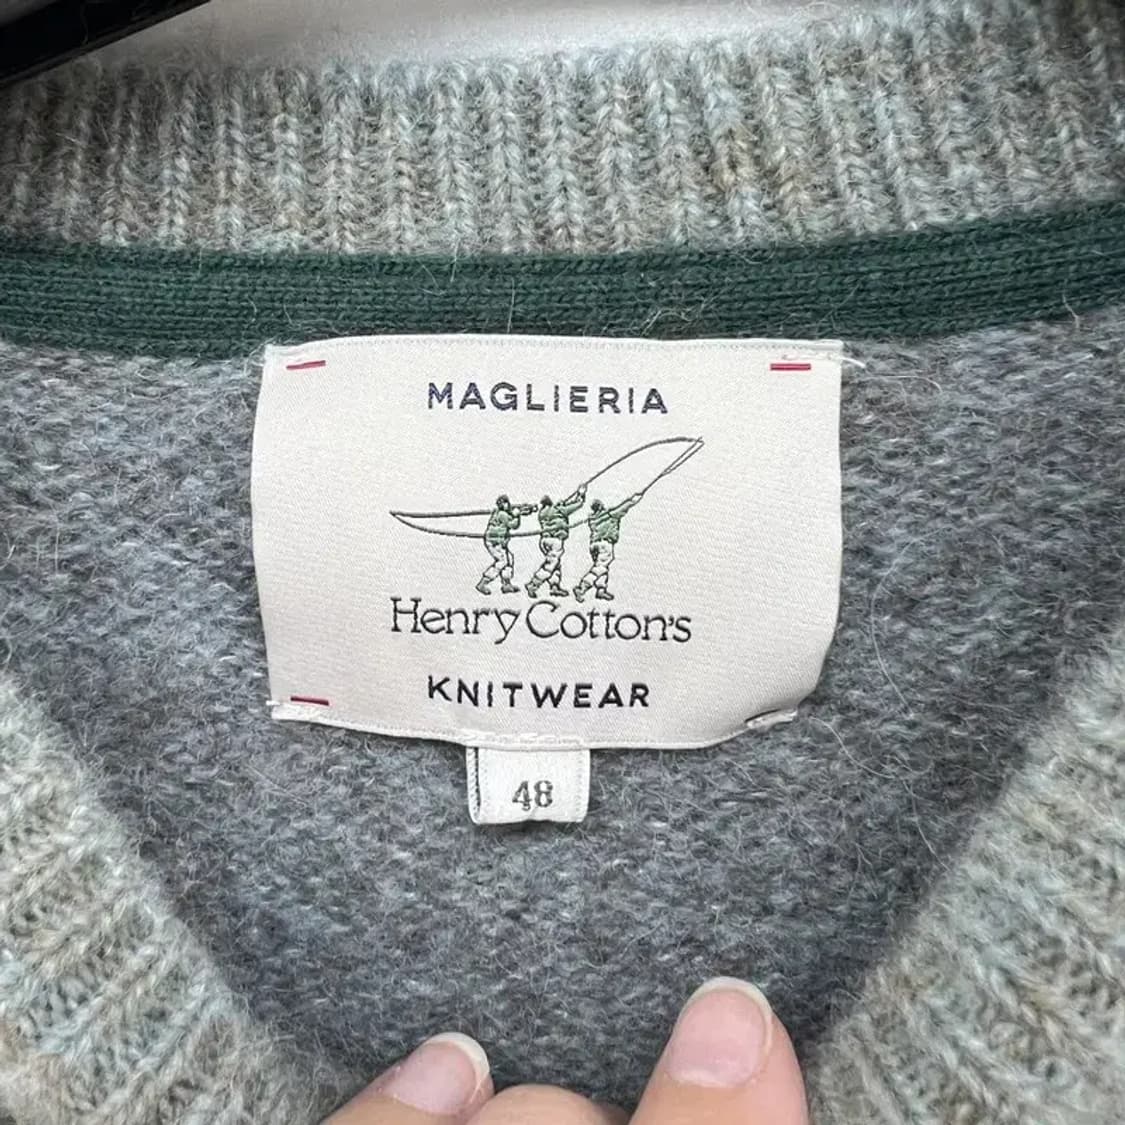 MAGLIERIA
Henry Cotton's
KNITWEAR
48